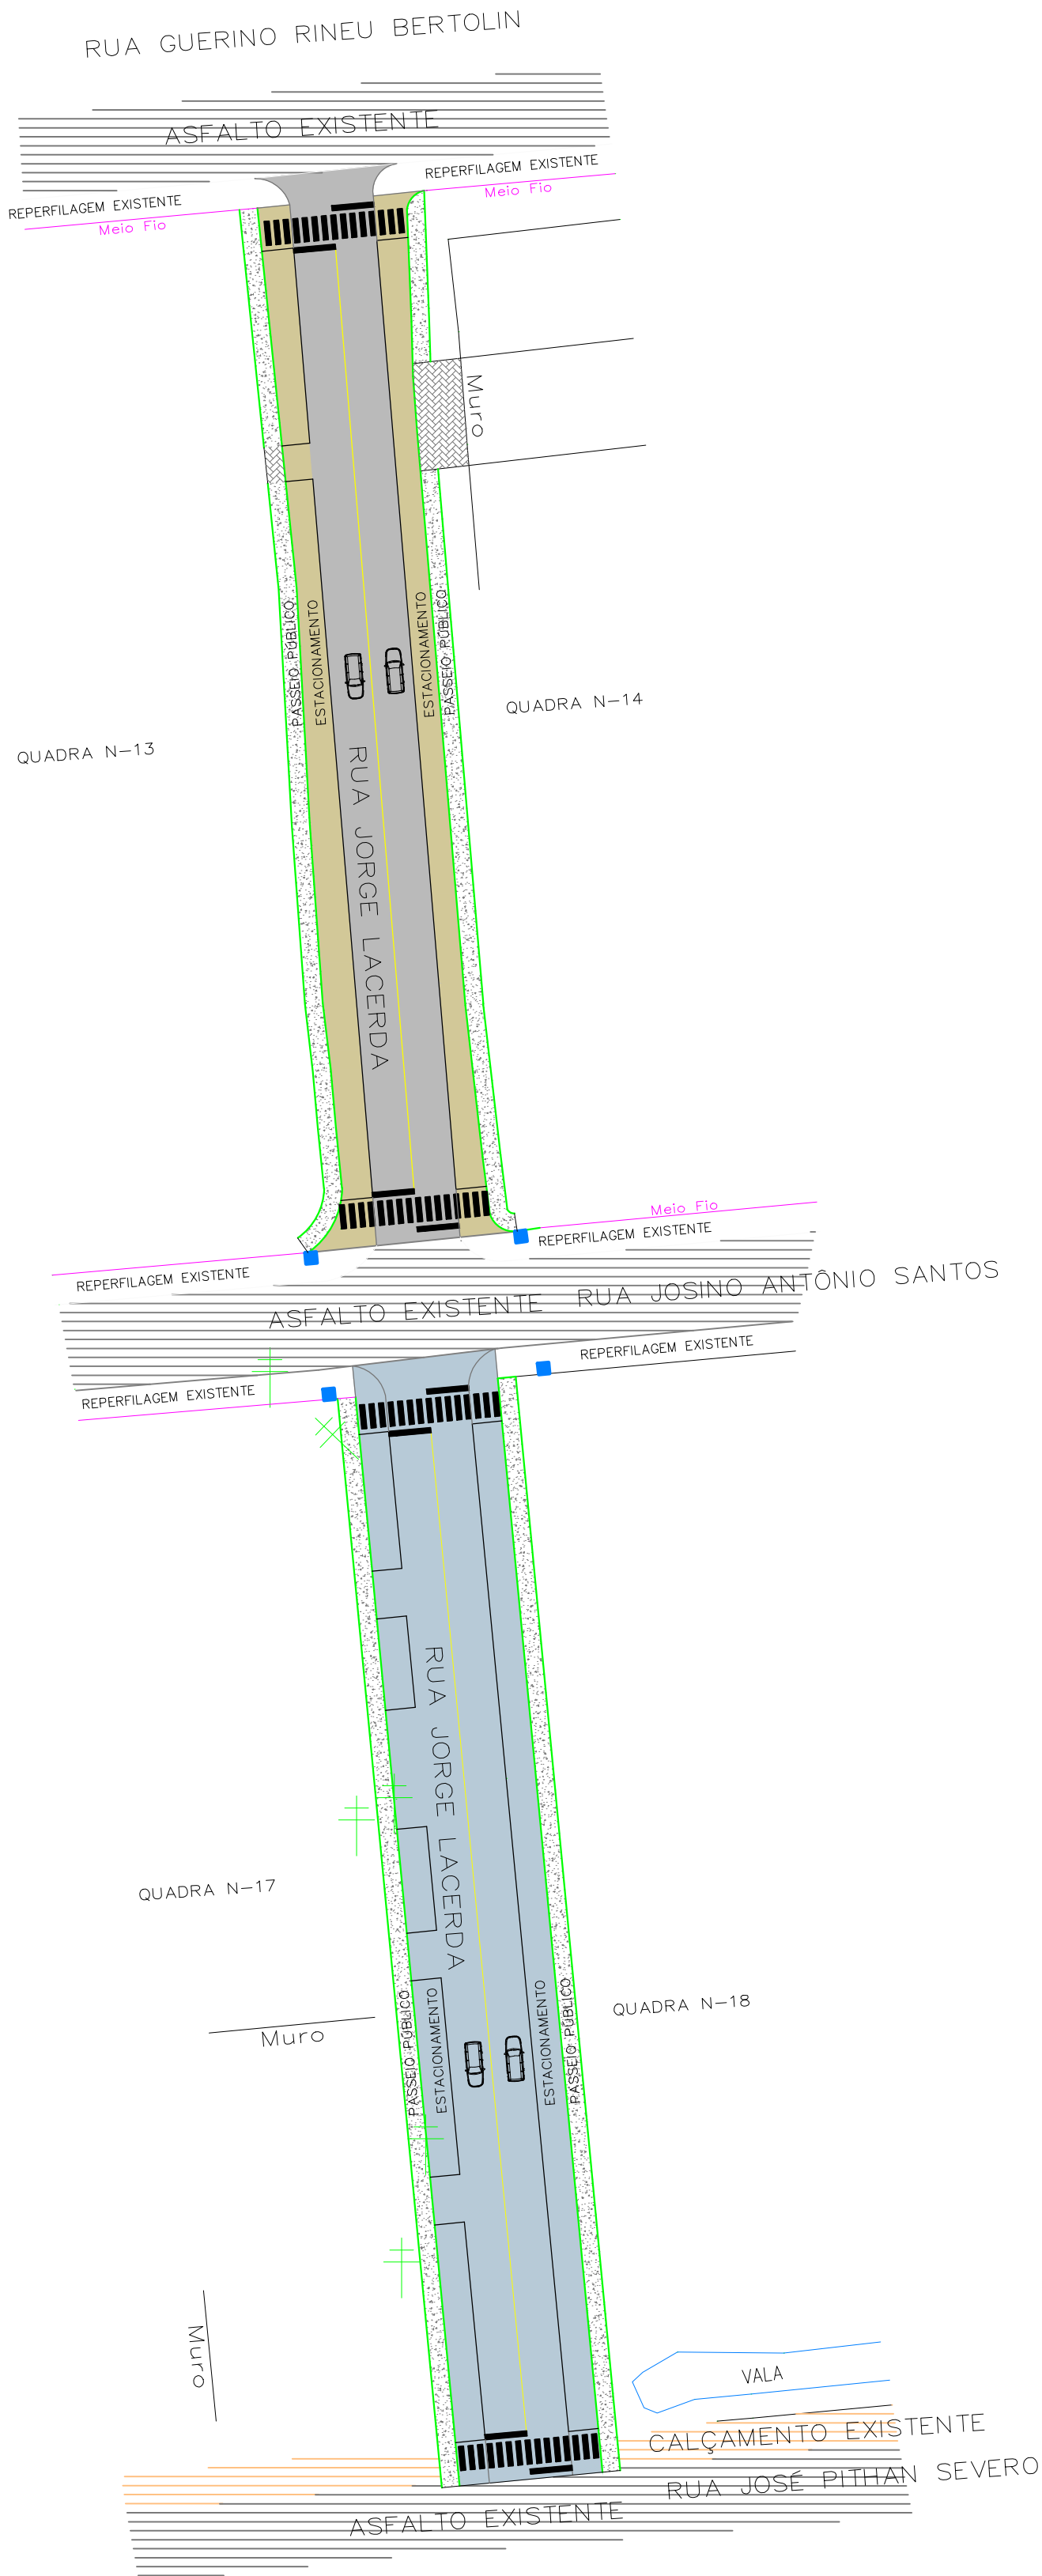 RUA GUERINO RINEU BERTOLIN
ASFALTO EXISTENTE
REPERFILAGEM EXISTENTE
Meio Fio
REPERFILAGEM EXISTENTE
Meio Fio
Muro
PASSEIO PÚBLICO
ESTACIONAMENTO
ESTACIONAMENTO
PASSEIO PÚBLICO
QUADRA N-14
QUADRA N-13
RUA JORGE LACERDA
Meio Fio
REPERFILAGEM EXISTENTE
REPERFILAGEM EXISTENTE
ASFALTO EXISTENTE RUA JOSINO ANTÔNIO SANTOS
REPERFILAGEM EXISTENTE
REPERFILAGEM EXISTENTE
RUA JORGE LACERDA
QUADRA N-17
PASSEIO PÚBLICO
ESTACIONAMENTO
ESTACIONAMENTO
PASSEIO PÚBLICO
QUADRA N-18
Muro
Muro
VALA
CALÇAMENTO EXISTENTE
RUA JOSÉ PITHAN SEVERO
ASFALTO EXISTENTE